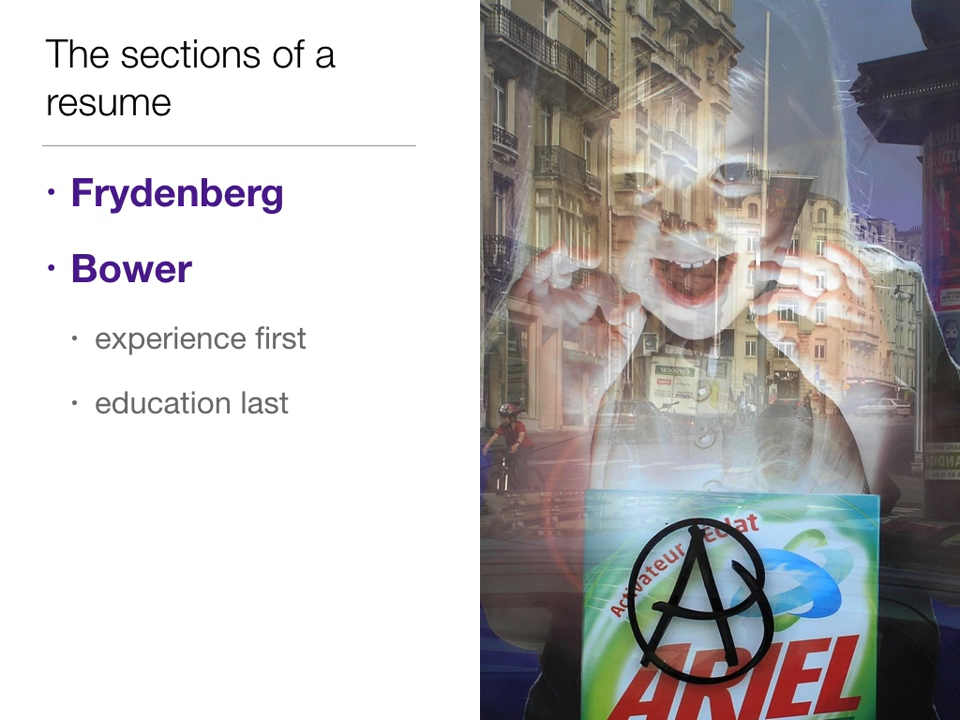 The sections of a
resume
• Frydenberg
• Bower
• experience first
• education last
Activateur Éclat
ARIEL